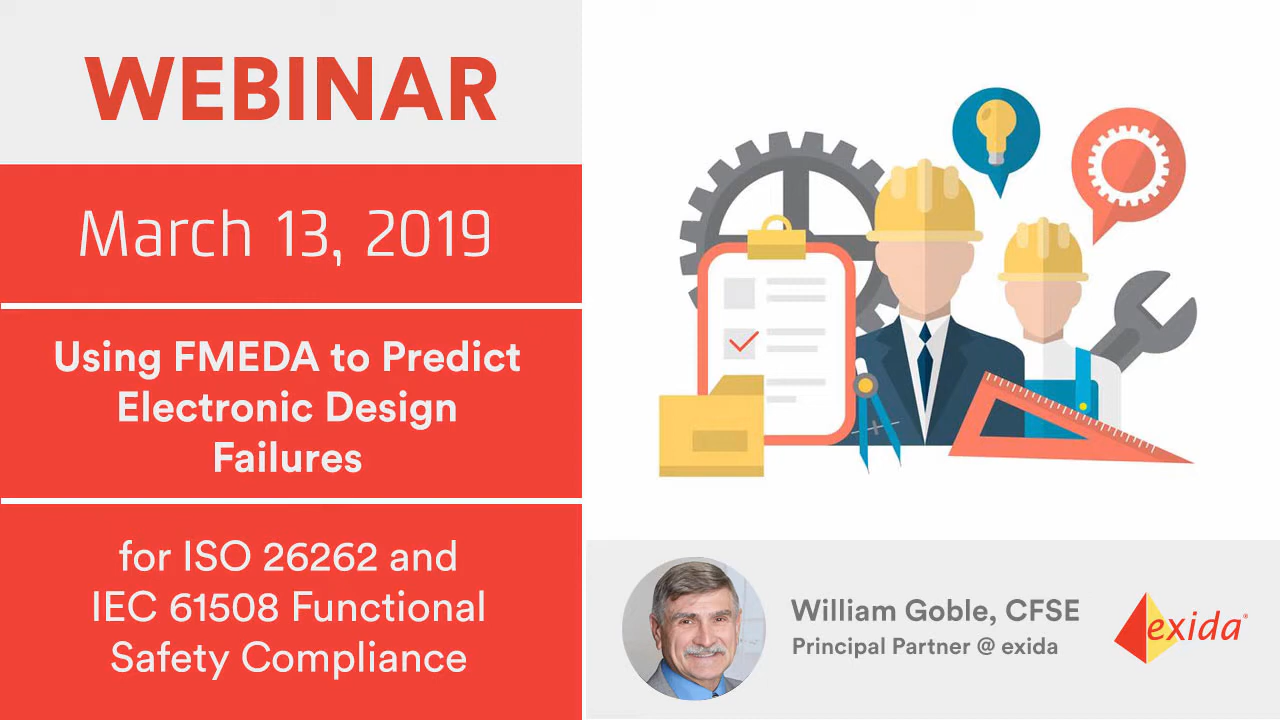 WEBINAR
March 13, 2019
Using FMEDA to Predict
Electronic Design
Failures
for ISO 26262 and
IEC 61508 Functional
Safety Compliance
William Goble, CFSE
Principal Partner @ exida
exida®